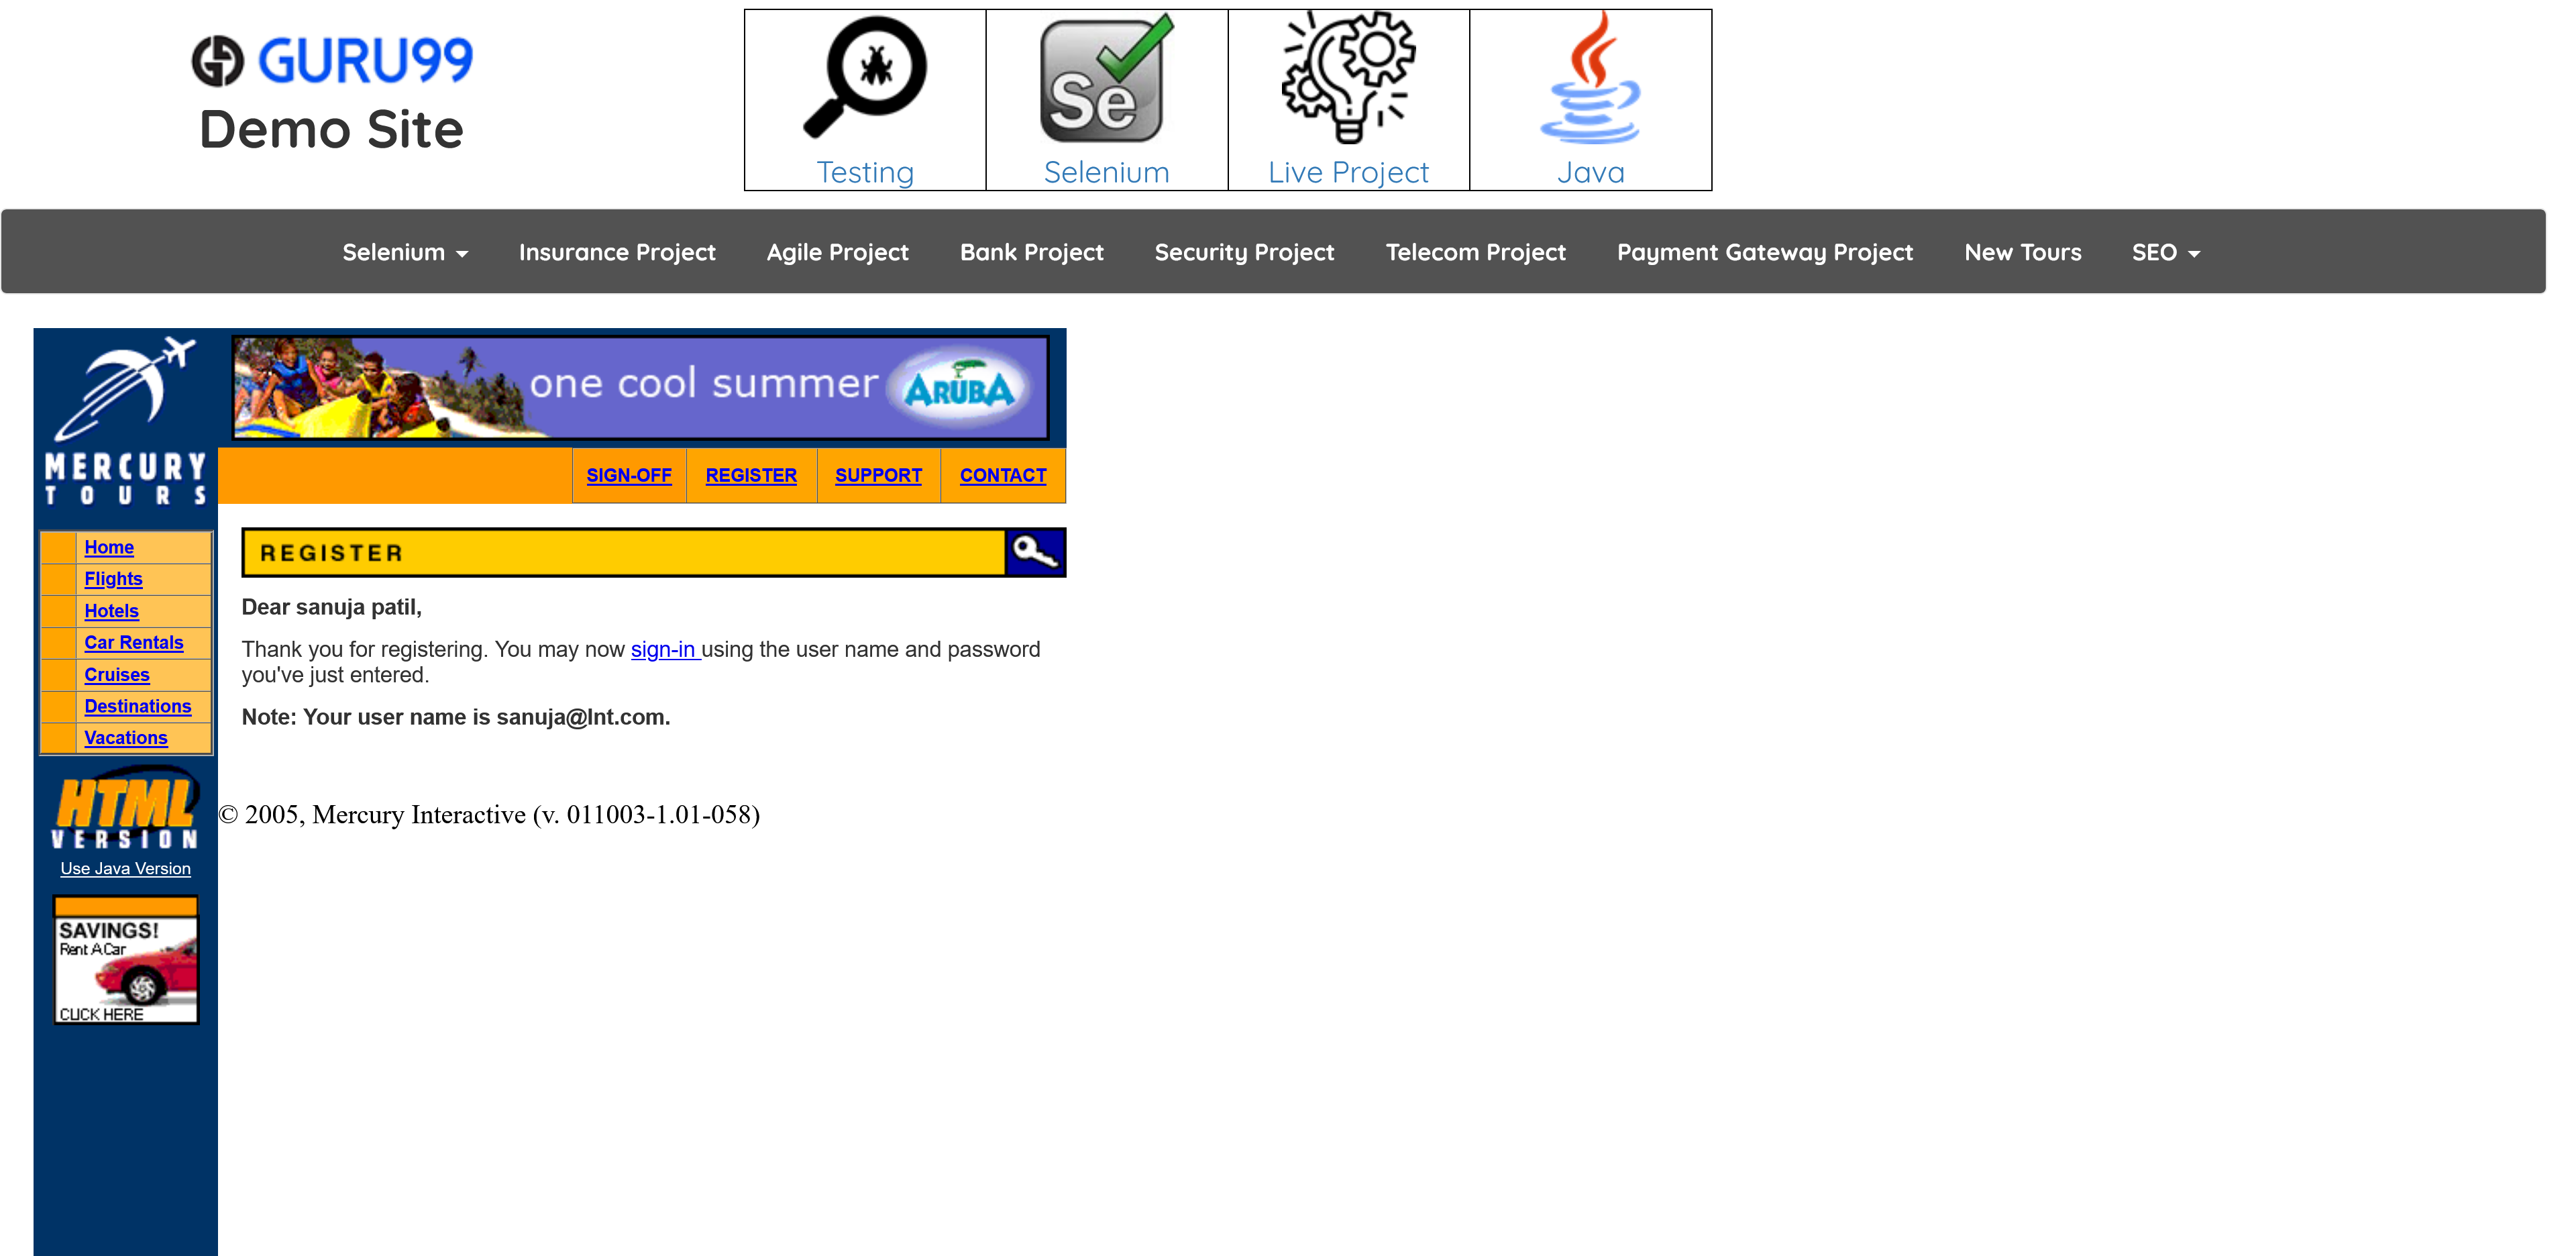 GURU99
Demo Site
Testing
Selenium
Live Project
Java
Se
Selenium
Insurance Project
Agile Project
Bank Project
Security Project
Telecom Project
Payment Gateway Project
New Tours
SEO
one cool summer
ARUBA
MERCURY
TOURS
SIGN-OFF
REGISTER
SUPPORT
CONTACT
Home
Flights
Hotels
Car Rentals
Cruises
Destinations
Vacations
HTML
VERSION
Use Java Version
SAVINGS!
Rent A Car
CLICK HERE
REGISTER
Dear sanuja patil,
Thank you for registering. You may now sign-in using the user name and password
you've just entered.
Note: Your user name is sanuja@lnt.com.
© 2005, Mercury Interactive (v. 011003-1.01-058)